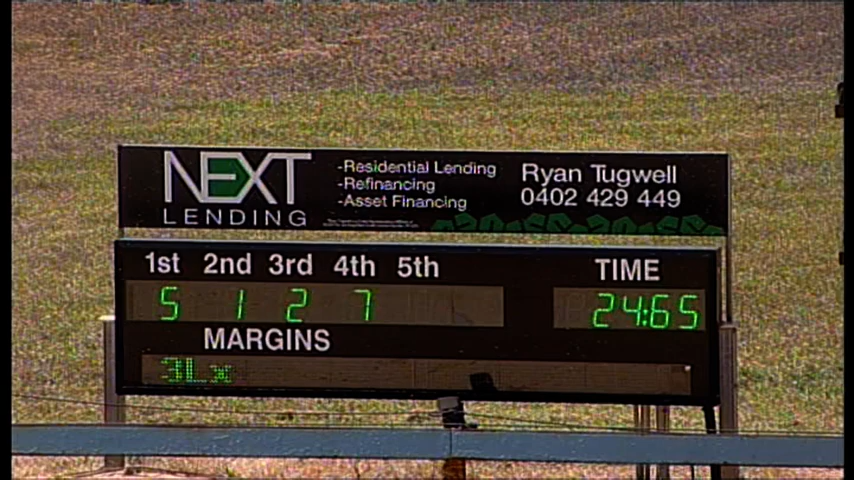 NEXT
LENDING
-Residential Lending
-Refinancing
-Asset Financing
Ryan Tugwell
0402 429 449
1st 2nd 3rd 4th 5th TIME
5 1 2 7 24:65
MARGINS
3Lx